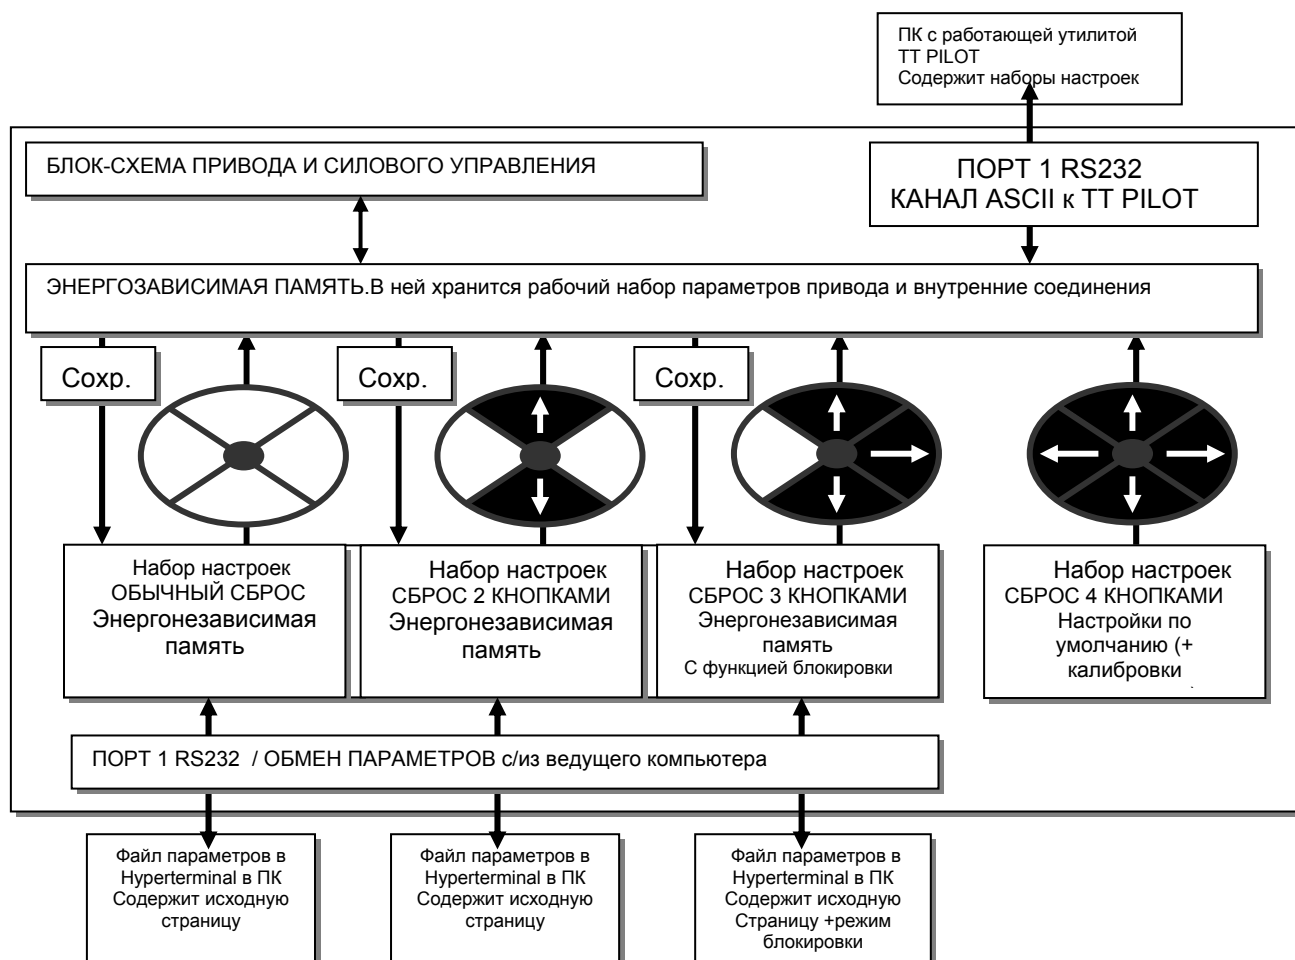 ПК с работающей утилитой
TT PILOT
Содержит наборы настроек
БЛОК-СХЕМА ПРИВОДА И СИЛОВОГО УПРАВЛЕНИЯ
ПОРТ 1 RS232
КАНАЛ ASCII к TT PILOT
ЭНЕРГОЗАВИСИМАЯ ПАМЯТЬ.В ней хранится рабочий набор параметров привода и внутренние соединения
Сохр.
Сохр.
Сохр.
Набор настроек
ОБЫЧНЫЙ СБРОС
Энергонезависимая
память
Набор настроек
СБРОС 2 КНОПКАМИ
Энергонезависимая
память
Набор настроек
СБРОС 3 КНОПКАМИ
Энергонезависимая
память
С функцией блокировки
Набор настроек
СБРОС 4 КНОПКАМИ
Настройки по
умолчанию (+
калибровки
ПОРТ 1 RS232 / ОБМЕН ПАРАМЕТРОВ с/из ведущего компьютера
Файл параметров в
Hyperterminal в ПК
Содержит исходную
страницу
Файл параметров в
Hyperterminal в ПК
Содержит исходную
страницу
Файл параметров в
Hyperterminal в ПК
Содержит исходную
Страницу +режим
блокировки